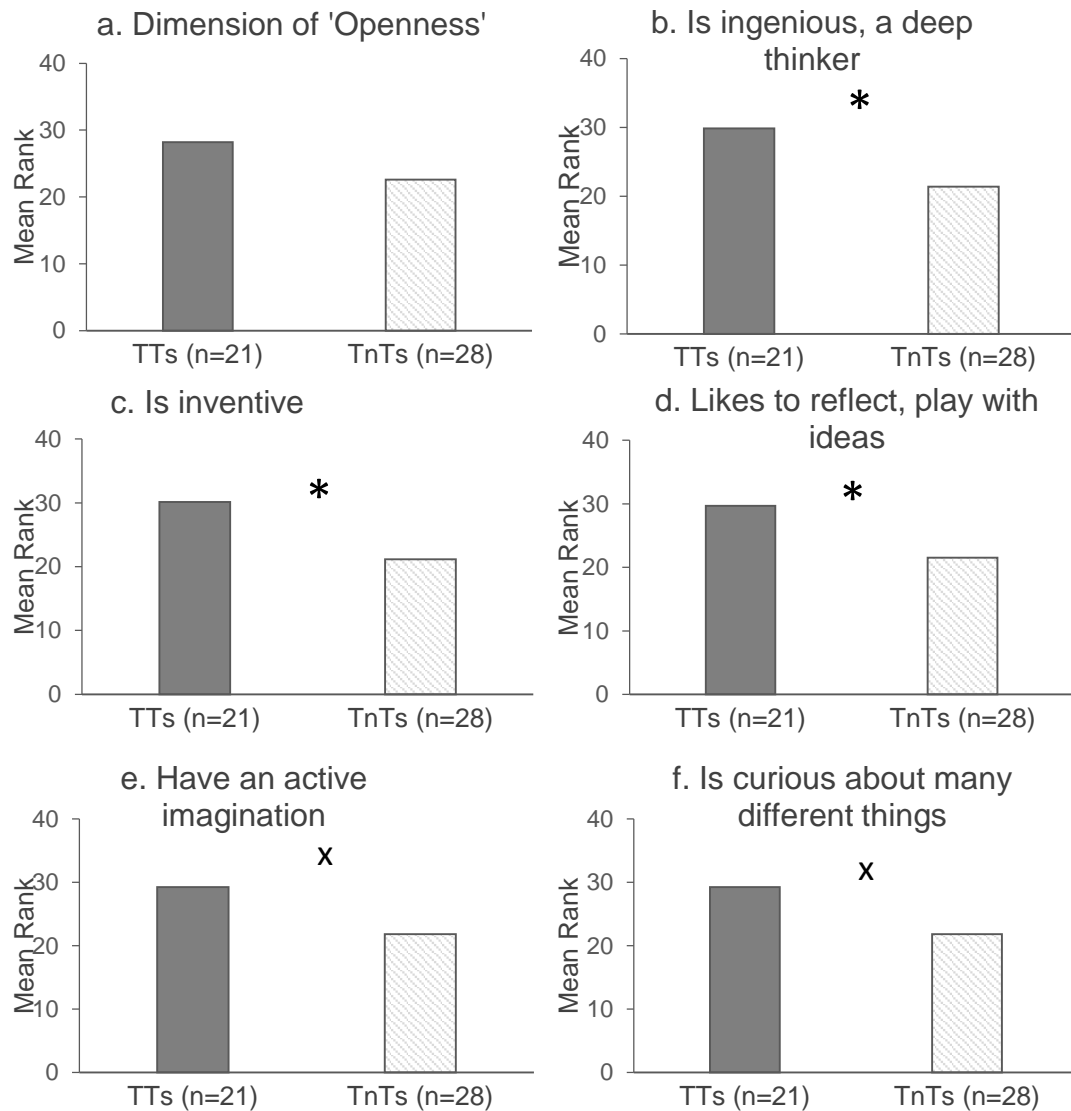 a. Dimension of 'Openness'
40
30
20
10
0
Mean Rank
TTs (n=21)
TnTs (n=28)
b. Is ingenious, a deep
thinker
40
30
20
10
0
Mean Rank
*
TTs (n=21)
TnTs (n=28)
c. Is inventive
40
30
20
10
0
Mean Rank
*
TTs (n=21)
TnTs (n=28)
d. Likes to reflect, play with
ideas
40
30
20
10
0
Mean Rank
*
TTs (n=21)
TnTs (n=28)
e. Have an active
imagination
40
30
20
10
0
Mean Rank
x
TTs (n=21)
TnTs (n=28)
f. Is curious about many
different things
40
30
20
10
0
Mean Rank
x
TTs (n=21)
TnTs (n=28)